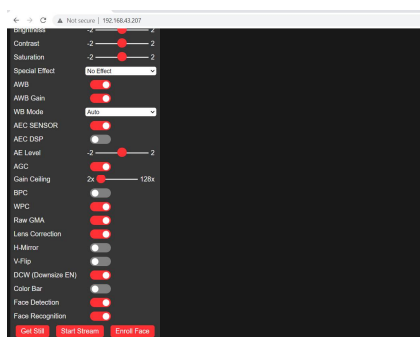 Not secure | 192.168.43.207
Brightness -2 2
Contrast -2 2
Saturation -2 2
Special Effect No Effect
AWB
AWB Gain
WB Mode Auto
AEC SENSOR
AEC DSP
AE Level -2 2
AGC
Gain Ceiling 2x 128x
BPC
WPC
Raw GMA
Lens Correction
H-Mirror
V-Flip
DCW (Downsize EN)
Color Bar
Face Detection
Face Recognition
Get Still Start Stream Enroll Face